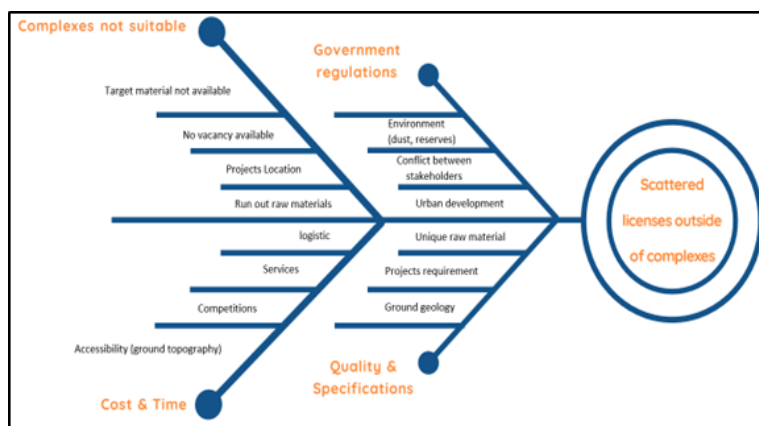 Complexes not suitable
Target material not available
No vacancy available
Projects Location
Run out raw materials
Government
regulations
Environment
(dust, reserves)
Conflict between
stakeholders
Urban development
logistic
Services
Competitions
Accessibility (ground topography)
Cost & Time
Unique raw material
Projects requirement
Ground geology
Quality &
Specifications
Scattered
licenses outside
of complexes